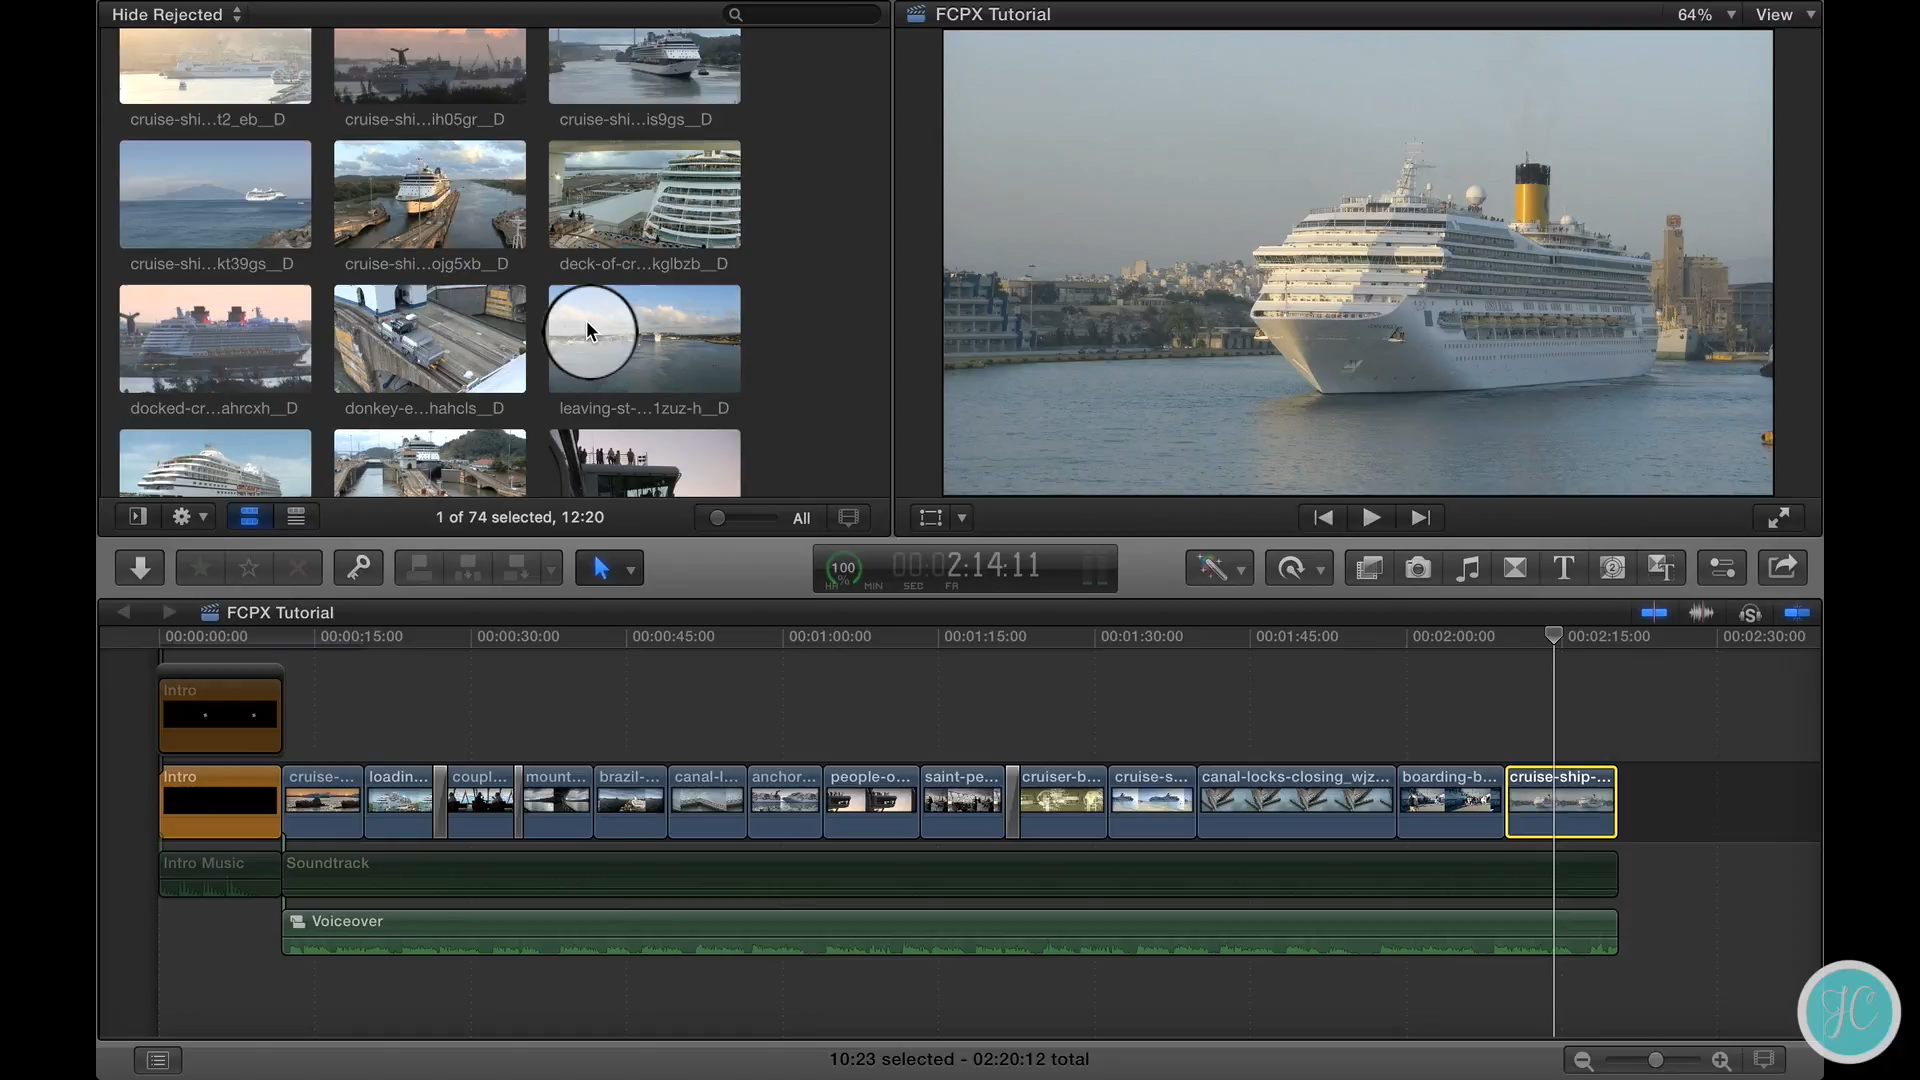 Hide Rejected
FCPX Tutorial
64%
View
cruise-shi...t2_eb__D
cruise-shi...ih05gr__D
cruise-shi...is9gs__D
cruise-shi...kt39gs__D
cruise-shi...ojg5xb__D
deck-of-cr...kglbzb__D
docked-cr...ahrcxh__D
donkey-e...hahcls__D
leaving-st-...1zuz-h__D
1 of 74 selected, 12:20
All
100
%
00:02:14:11
HR MIN SEC FR
FCPX Tutorial
00:00:00:00
00:00:15:00
00:00:30:00
00:00:45:00
00:01:00:00
00:01:15:00
00:01:30:00
00:01:45:00
00:02:00:00
00:02:15:00
00:02:30:00
Intro
Intro
cruise-...
loadin...
coupl...
mount...
brazil-...
canal-l...
anchor...
people-o...
saint-pe...
cruiser-b...
cruise-s...
canal-locks-closing_wjz...
boarding-b...
cruise-ship-...
Intro Music
Soundtrack
Voiceover
10:23 selected - 02:20:12 total
JC